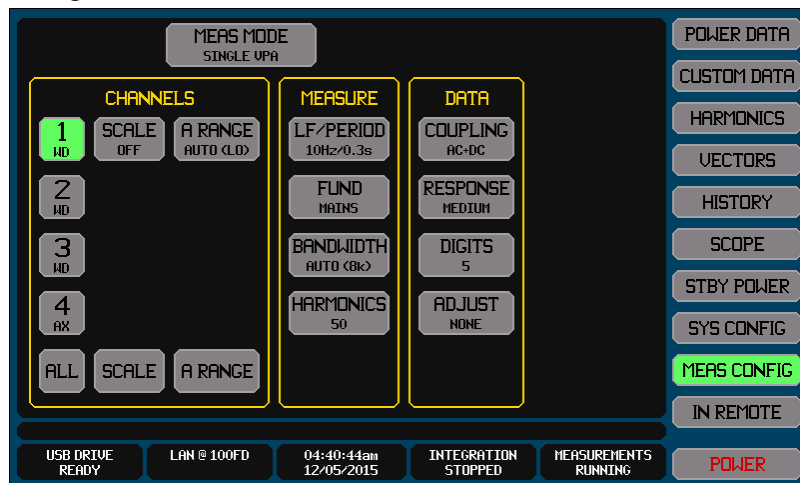 MEAS MODE
SINGLE VPA
CHANNELS
1
WD
SCALE
OFF
A RANGE
AUTO (LO)
2
WD
3
WD
4
AX
ALL
SCALE
A RANGE
MEASURE
LF/PERIOD
10Hz/0.3s
FUND
MAINS
BANDWIDTH
AUTO (8k)
HARMONICS
50
DATA
COUPLING
AC+DC
RESPONSE
MEDIUM
DIGITS
5
ADJUST
NONE
POWER DATA
CUSTOM DATA
HARMONICS
VECTORS
HISTORY
SCOPE
STBY POWER
SYS CONFIG
MEAS CONFIG
IN REMOTE
POWER
USB DRIVE
READY
LAN @ 100FD
04:40:44am
12/05/2015
INTEGRATION
STOPPED
MEASUREMENTS
RUNNING